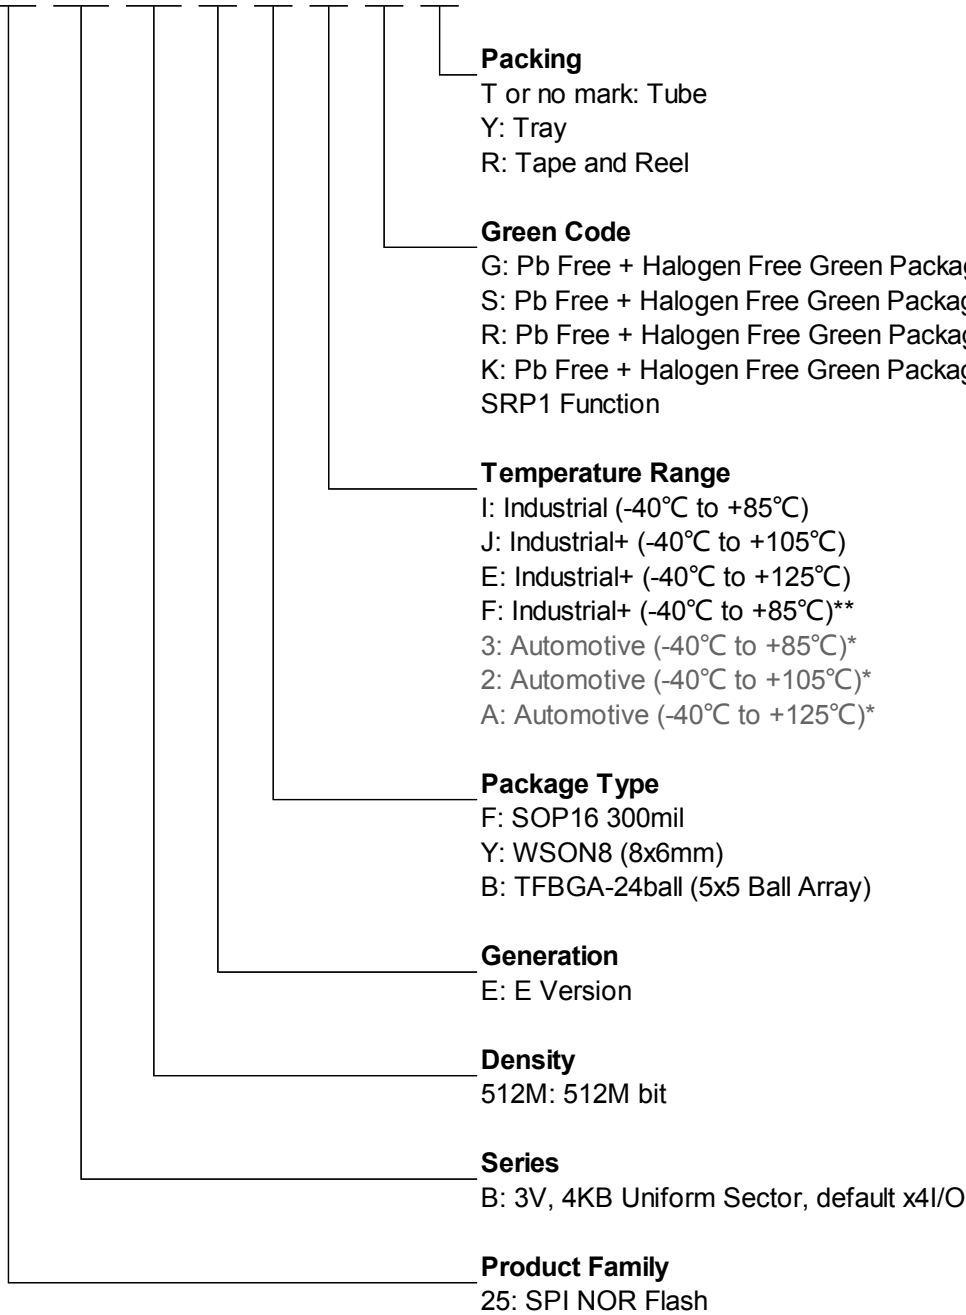 Packing
T or no mark: Tube
Y: Tray
R: Tape and Reel
Green Code
G: Pb Free + Halogen Free Green
S: Pb Free + Halogen Free Green
R: Pb Free + Halogen Free Green
K: Pb Free + Halogen Free Green
SRP1 Function
Temperature Range
I: Industrial (-40℃ to +85℃)
J: Industrial+ (-40℃ to +105℃)
E: Industrial+ (-40℃ to +125℃)
F: Industrial+ (-40℃ to +85℃)**
3: Automotive (-40℃ to +85℃)*
2: Automotive (-40℃ to +105℃)*
A: Automotive (-40℃ to +125℃)*
Package Type
F: SOP16 300mil
Y: WSON8 (8x6mm)
B: TFBGA-24ball (5x5 Ball Array)
Generation
E: E Version
Density
512M: 512M bit
Series
B: 3V, 4KB Uniform Sector, default x4I/O
Product Family
25: SPI NOR Flash